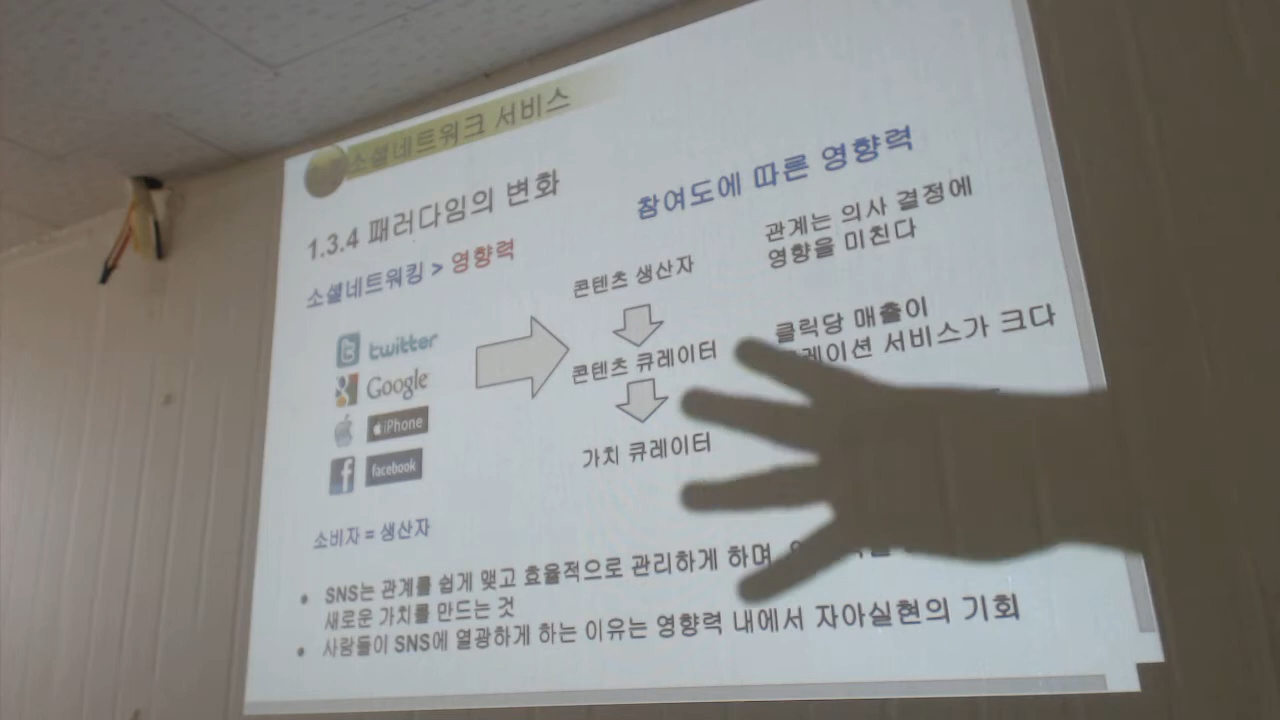 소셜네트워크 서비스
1.3.4 패러다임의 변화
소셜네트워킹 > 영향력
twitter
Google
iPhone
facebook
소비자 = 생산자
참여도에 따른 영향력
콘텐츠 생산자
콘텐츠 큐레이터
가치 큐레이터
관계는 의사 결정에
영향을 미친다
클릭당 매출이
레이션 서비스가 크다
• SNS는 관계를 쉽게 맺고 효율적으로 관리하게 하며,
새로운 가치를 만드는 것
• 사람들이 SNS에 열광하게 하는 이유는 영향력 내에서 자아실현의 기회